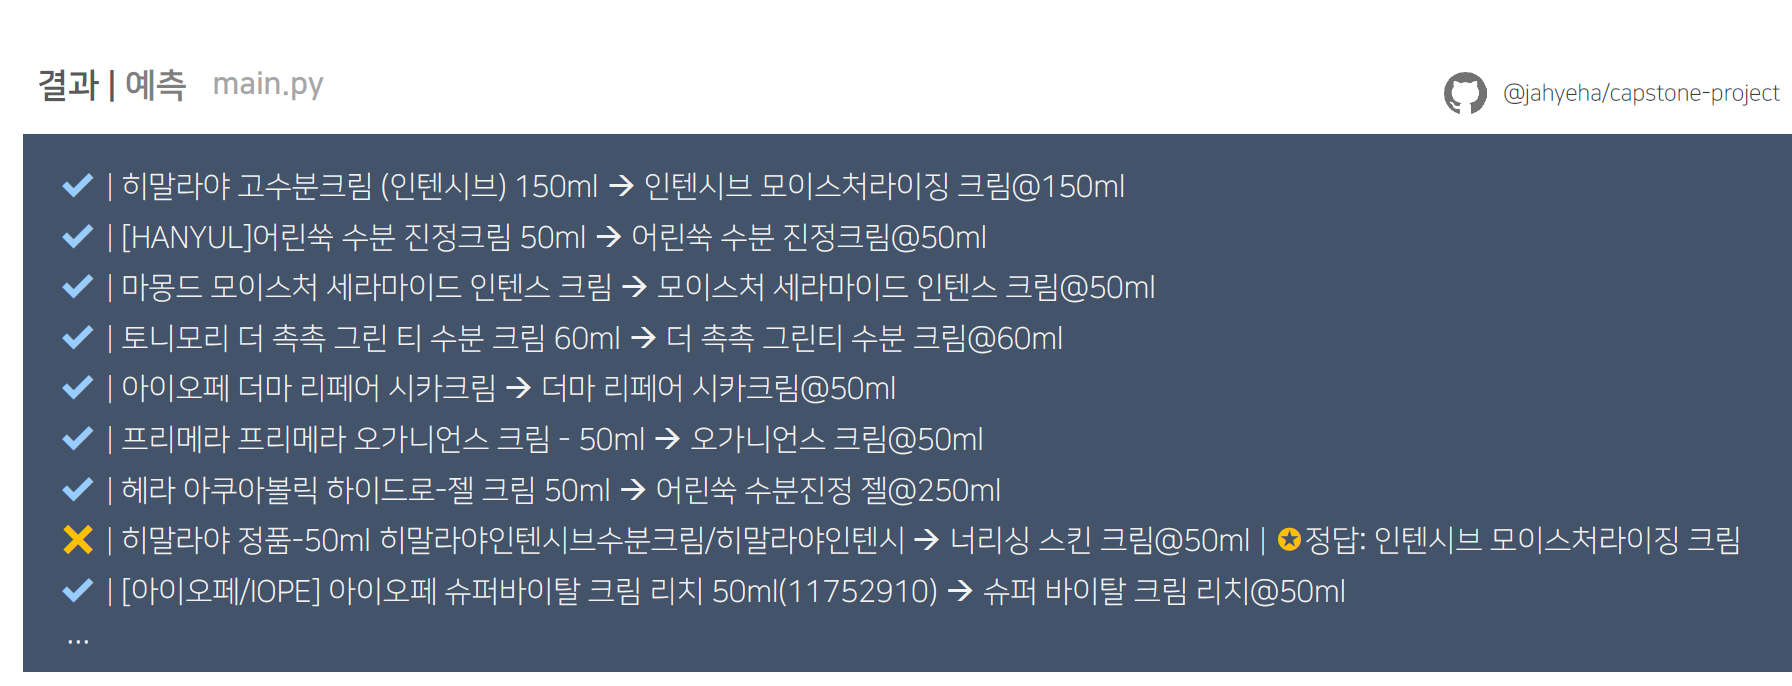 결과 | 예측 main.py
@jahyeha/capstone-project
✔ | 히말라야 고수분크림 (인텐시브) 150ml → 인텐시브 모이스처라이징 크림@150ml
✔ | [HANYUL]어린쑥 수분 진정크림 50ml → 어린쑥 수분 진정크림@50ml
✔ | 마몽드 모이스처 세라마이드 인텐스 크림 → 모이스처 세라마이드 인텐스 크림@50ml
✔ | 토니모리 더 촉촉 그린 티 수분 크림 60ml → 더 촉촉 그린티 수분 크림@60ml
✔ | 아이오페 더마 리페어 시카크림 → 더마 리페어 시카크림@50ml
✔ | 프리메라 프리메라 오가니언스 크림 - 50ml → 오가니언스 크림@50ml
✔ | 헤라 아쿠아볼릭 하이드로-젤 크림 50ml → 어린쑥 수분진정 젤@250ml
✖ | 히말라야 정품-50ml 히말라야인텐시브수분크림/히말라야인텐시 → 너리싱 스킨 크림@50ml | ✪정답: 인텐시브 모이스처라이징 크림
✔ | [아이오페/IOPE] 아이오페 슈퍼바이탈 크림 리치 50ml(11752910) → 슈퍼 바이탈 크림 리치@50ml
...